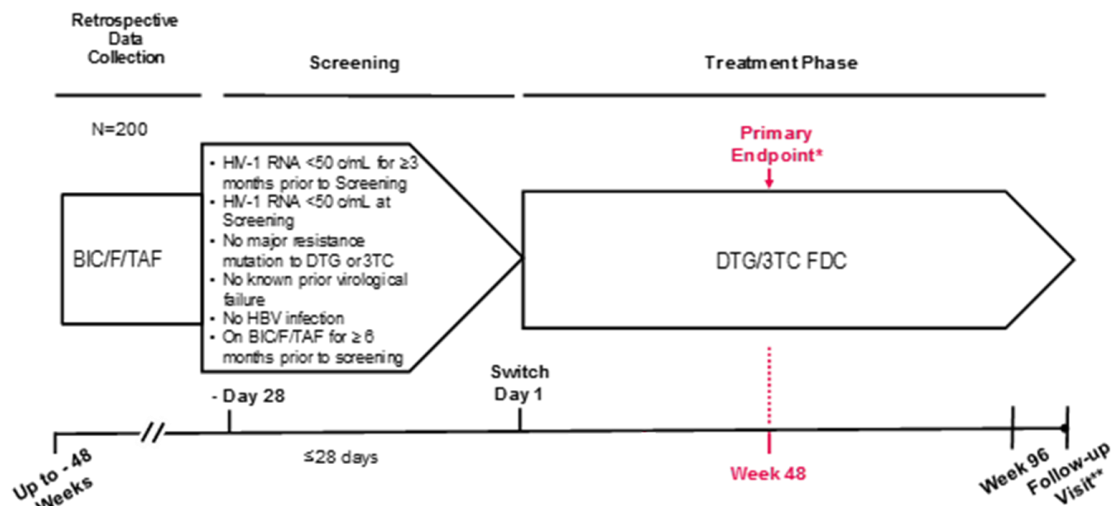 Retrospective
Data
Collection
Screening
Treatment Phase
N=200
Primary
Endpoint*
BIC/F/TAF
• HIV-1 RNA <50 c/mL for ≥3
months prior to Screening
• HIV-1 RNA <50 c/mL at
Screening
• No major resistance
mutation to DTG or 3TC
• No known prior virological
failure
• No HBV infection
• On BIC/F/TAF for ≥ 6
months prior to screening
DTG/3TC FDC
- Day 28
Switch
Day 1
≤28 days
Up to - 48
Weeks
Week 48
Week 96
Follow-up
Visit**